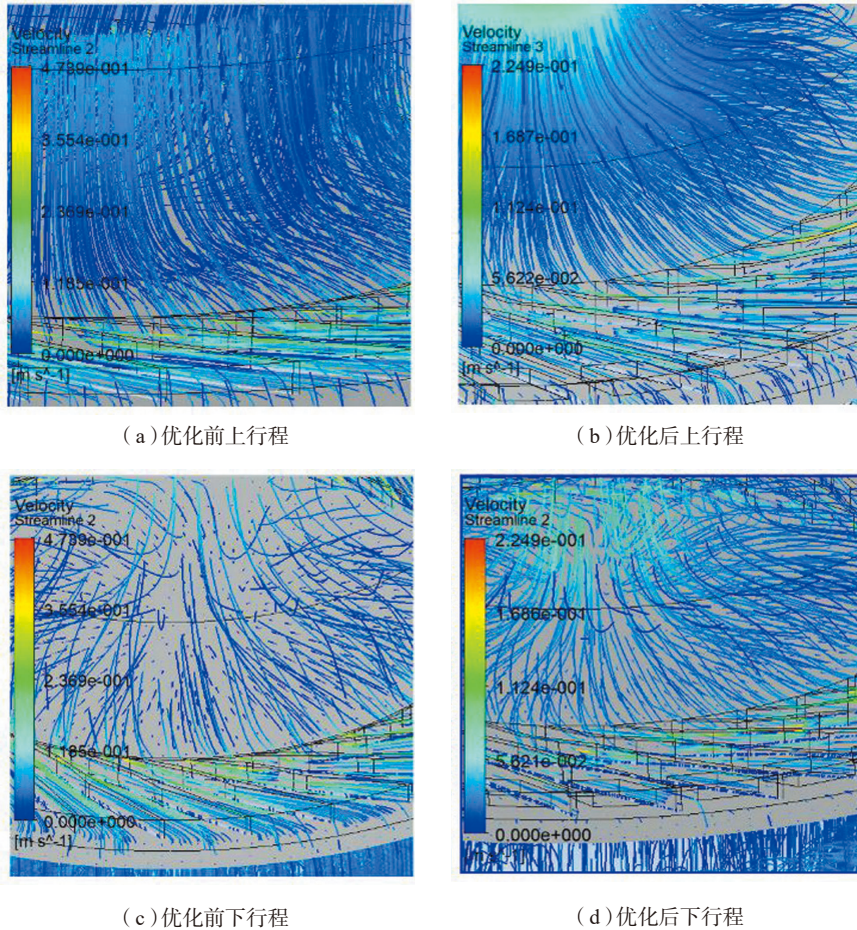 Velocity
Streamline 2
4.739e-001
3.554e-001
2.369e-001
1.185e-001
0.000e+000
[m s^-1]
(a)优化前上行程
Velocity
Streamline 3
2.249e-001
1.687e-001
1.124e-001
5.622e-002
0.000e+000
[m s^-1]
(b)优化后上行程
Velocity
Streamline 2
4.739e-001
3.554e-001
2.369e-001
1.185e-001
0.000e+000
[m s^-1]
(c)优化前下行程
Velocity
Streamline 2
2.249e-001
1.686e-001
1.124e-001
5.621e-002
0.000e+000
(d)优化后下行程